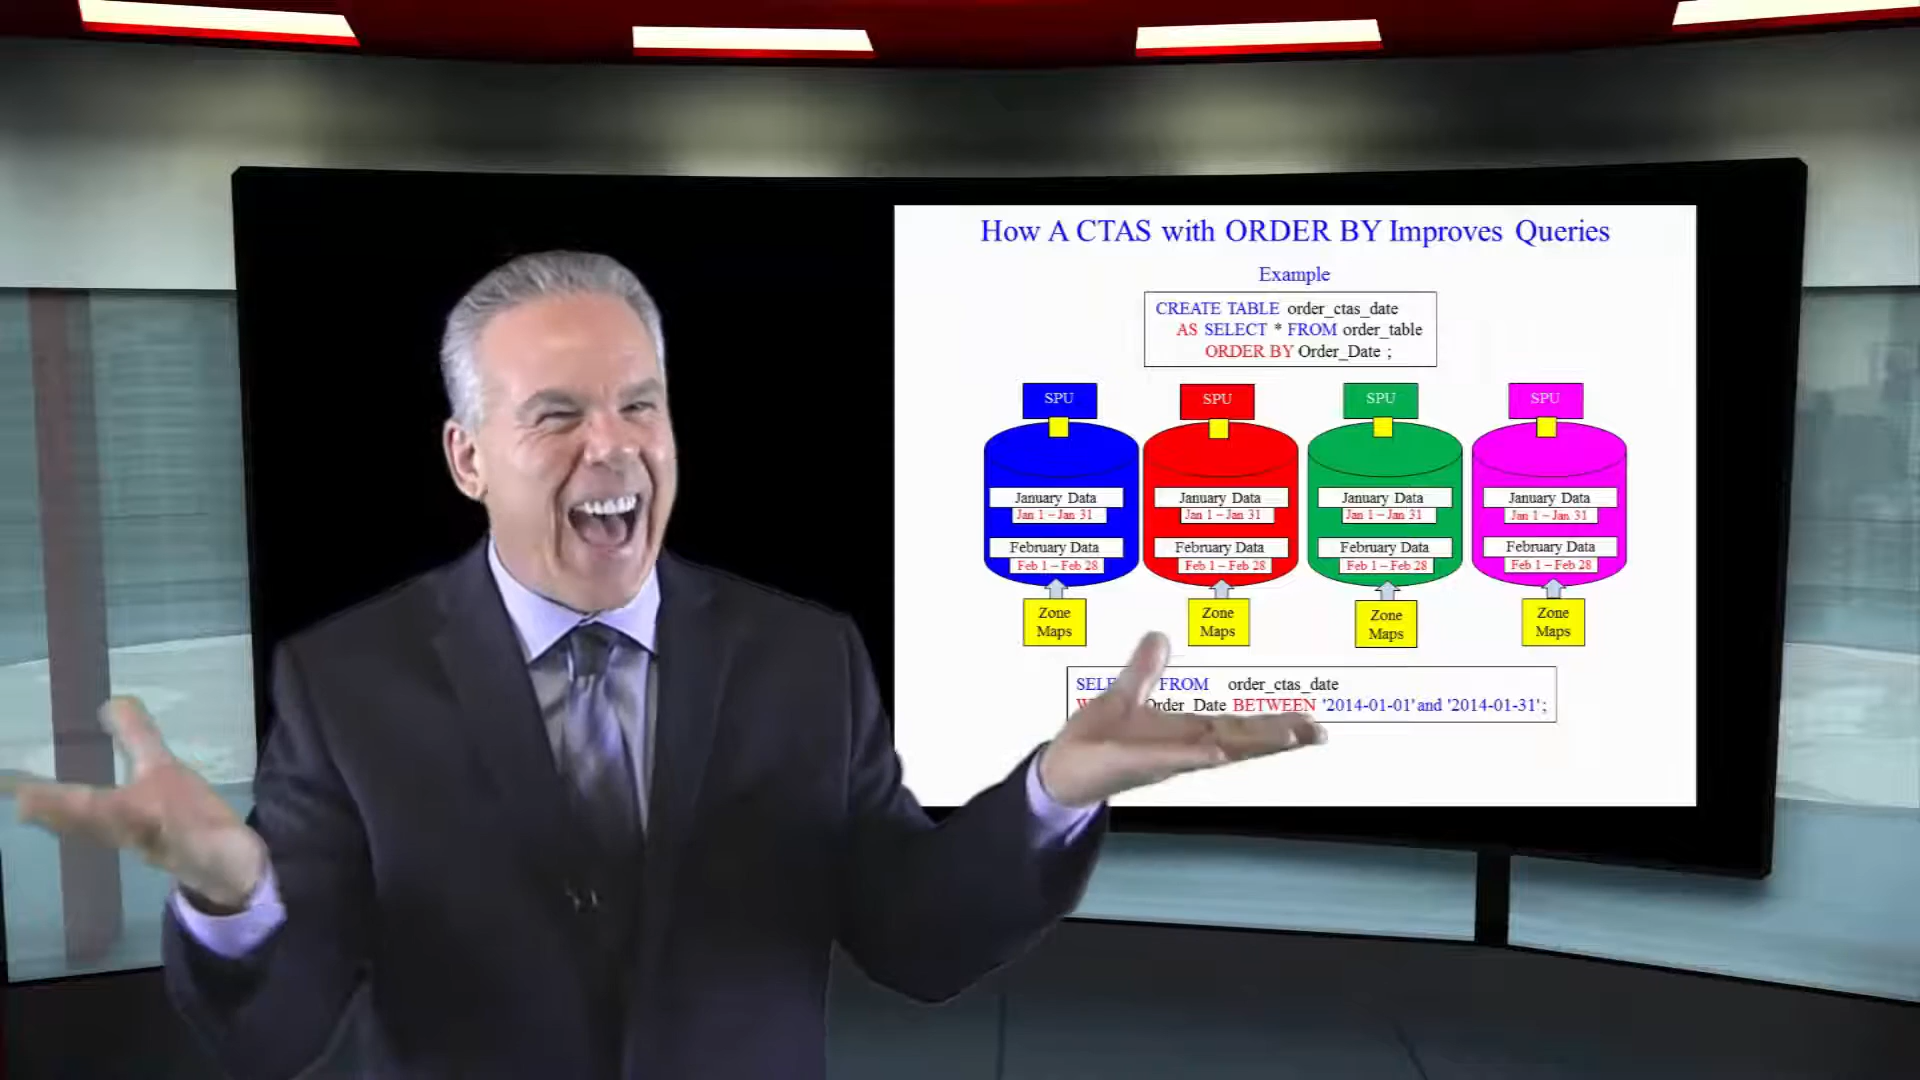 How A CTAS with ORDER BY Improves Queries
Example
CREATE TABLE order_ctas_date
AS SELECT * FROM order_table
ORDER BY Order_Date ;
SPU
SPU
SPU
SPU
January Data
Jan 1 – Jan 31
February Data
Feb 1 – Feb 28
January Data
Jan 1 – Jan 31
February Data
Feb 1 – Feb 28
January Data
Jan 1 – Jan 31
February Data
Feb 1 – Feb 28
January Data
Jan 1 – Jan 31
February Data
Feb 1 – Feb 28
Zone
Maps
Zone
Maps
Zone
Maps
Zone
Maps
FROM order_ctas_date
Order_Date BETWEEN '2014-01-01' and '2014-01-31';